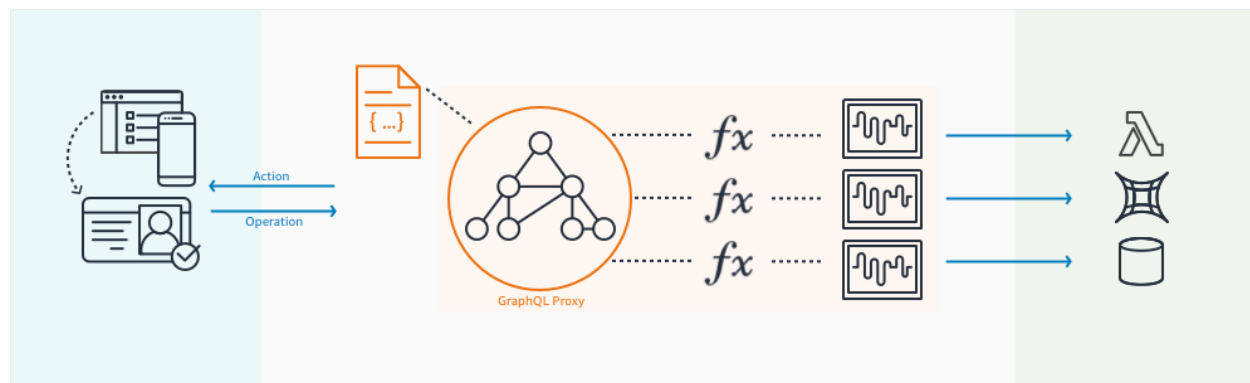 { ...}
Action
Operation
GraphQL Proxy
fx
fx
fx